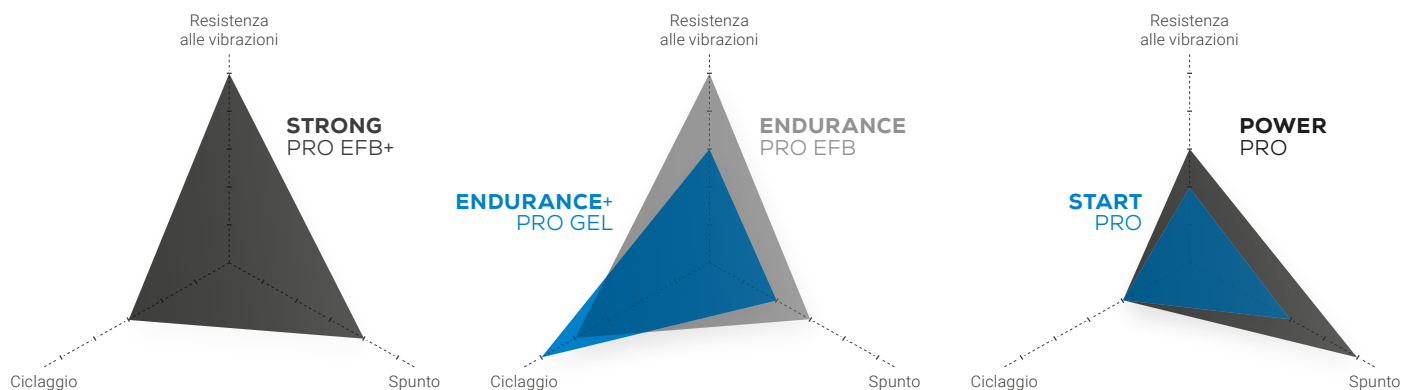 Resistenza
alle vibrazioni
STRONG
PRO EFB+
Ciclaggio
Spunto
Resistenza
alle vibrazioni
ENDURANCE
PRO EFB
ENDURANCE+
PRO GEL
Ciclaggio
Spunto
Resistenza
alle vibrazioni
POWER
PRO
START
PRO
Ciclaggio
Spunto